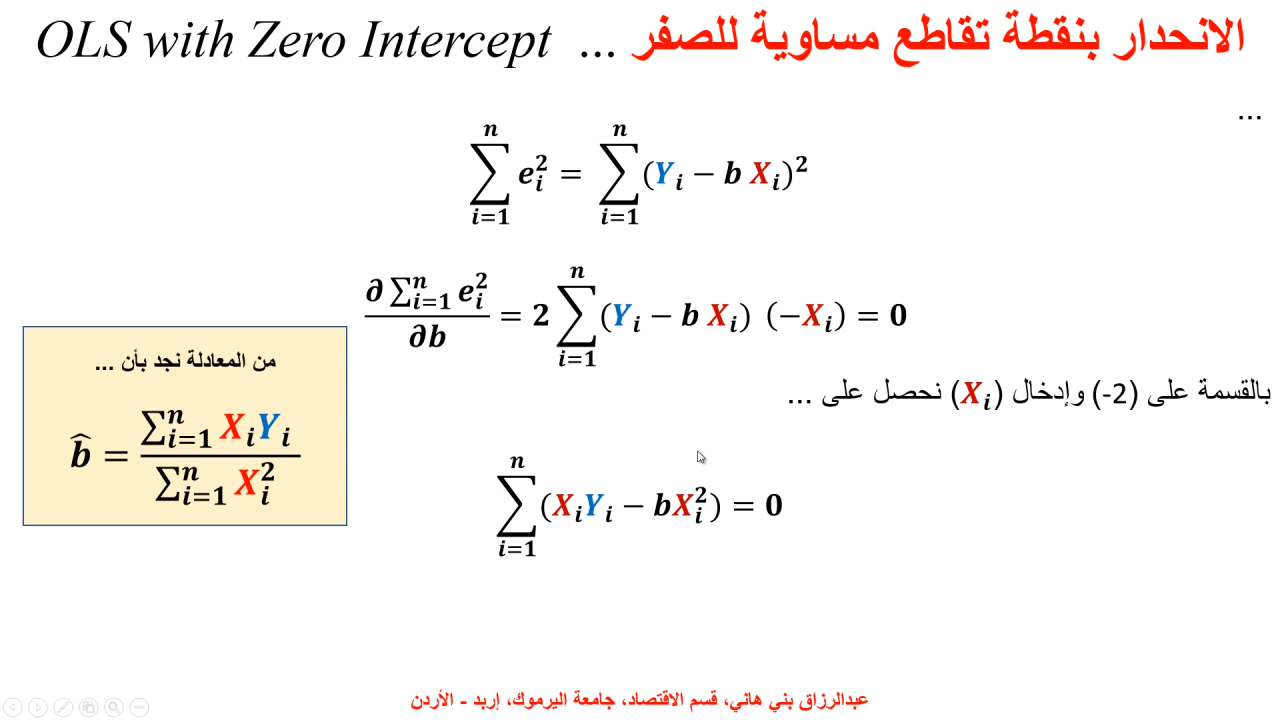 الانحدار بنقطة تقاطع مساوية للصفر ... OLS with Zero Intercept
...
∑_{i=1}^{n} e_i^2 = ∑_{i=1}^{n} (Y_i − b X_i)^2
∂ ∑_{i=1}^{n} e_i^2 / ∂b = 2 ∑_{i=1}^{n} (Y_i − b X_i) (−X_i) = 0
بالقسمة على (2-) وإدخال (X_i) نحصل على ...
∑_{i=1}^{n} (X_i Y_i − b X_i^2) = 0
من المعادلة نجد بأن ...
b̂ = ∑_{i=1}^{n} X_i Y_i / ∑_{i=1}^{n} X_i^2
عبدالرزاق بني هاني، قسم الاقتصاد، جامعة اليرموك، إربد - الأردن